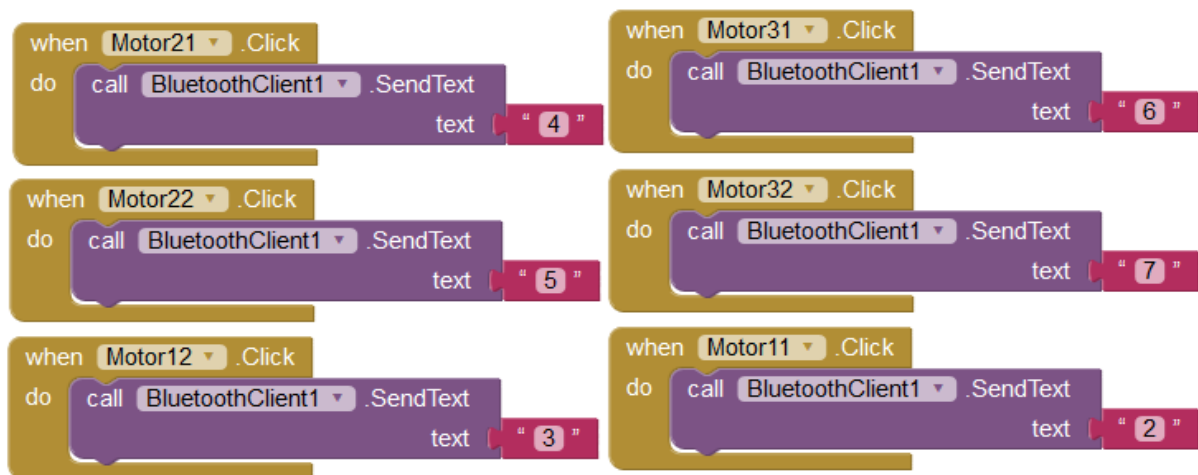 when Motor21 .Click
do call BluetoothClient1 .SendText
text " 4 "
when Motor22 .Click
do call BluetoothClient1 .SendText
text " 5 "
when Motor12 .Click
do call BluetoothClient1 .SendText
text " 3 "
when Motor31 .Click
do call BluetoothClient1 .SendText
text " 6 "
when Motor32 .Click
do call BluetoothClient1 .SendText
text " 7 "
when Motor11 .Click
do call BluetoothClient1 .SendText
text " 2 "